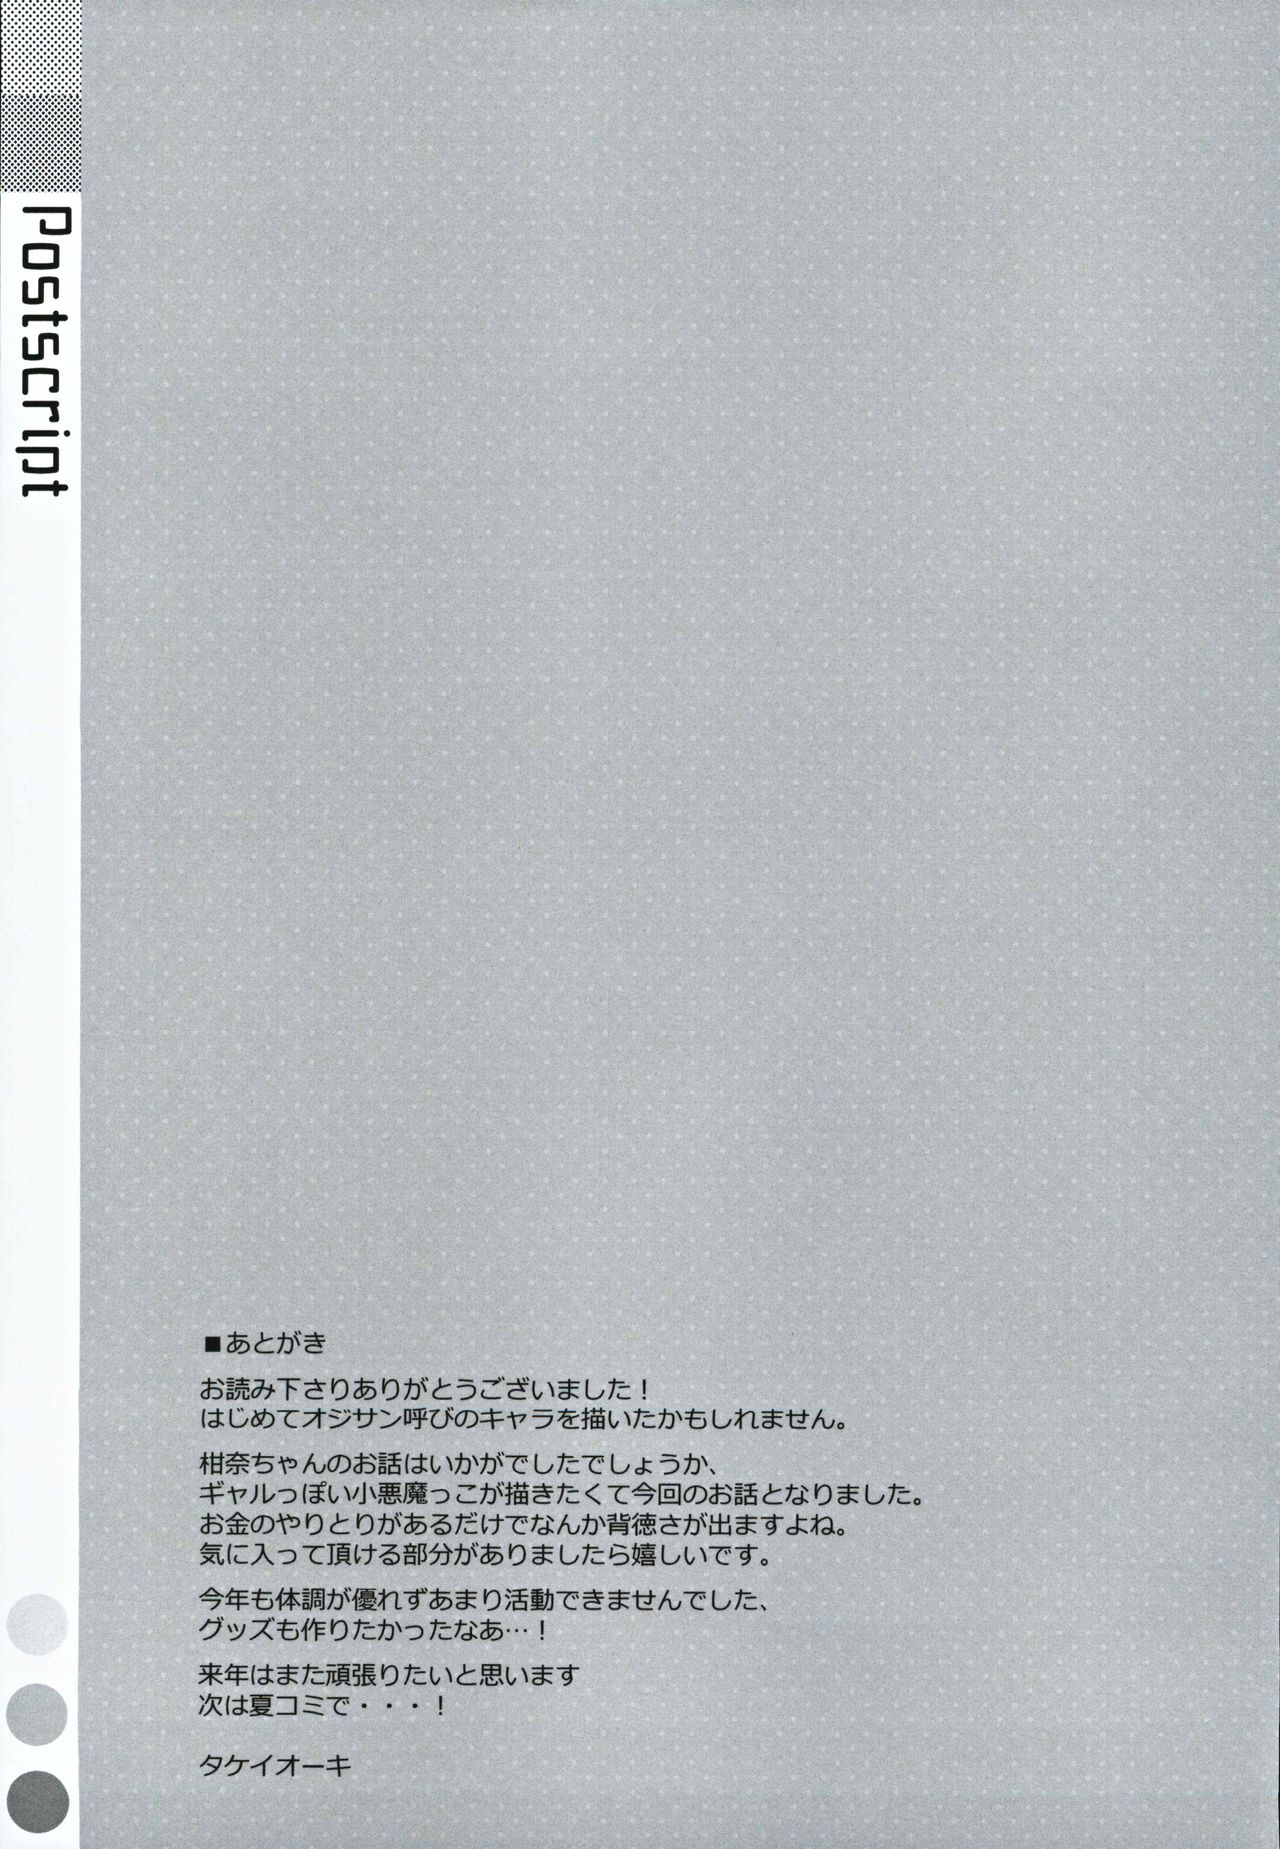 Postscript
■あとがき
お読み下さりありがとうございました！
はじめてオジサン呼びのキャラを描いたかもしれません。
柑奈ちゃんのお話はいかがでしたでしょうか、
ギャルっぽい小悪魔っこが描きたくて今回のお話となりました。
お金のやりとりがあるだけでなんか背徳さが出ますよね。
気に入って頂ける部分がありましたら嬉しいです。
今年も体調が優れずあまり活動できませんでした、
グッズも作りたかったなあ…！
来年はまた頑張りたいと思います
次は夏コミで・・・！
タケイオーキ